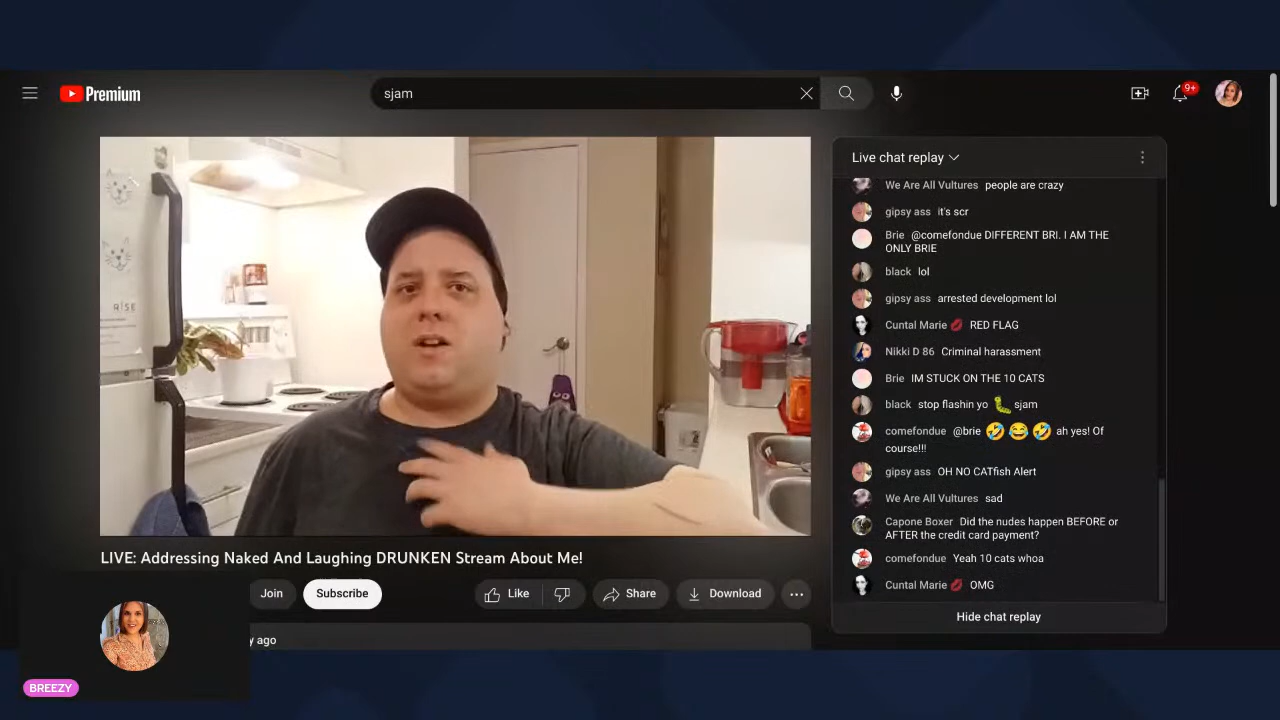 Premium
sjam
9+
RISE
Live chat replay
We Are All Vultures people are crazy
gipsy ass it's scr
Brie @comefondue DIFFERENT BRI. I AM THE
ONLY BRIE
black lol
gipsy ass arrested development lol
Cuntal Marie 💋 RED FLAG
Nikki D 86 Criminal harassment
Brie IM STUCK ON THE 10 CATS
black stop flashin yo 🐛 sjam
comefondue @brie 🤣 😂 🤣 ah yes! Of
course!!!
gipsy ass OH NO CATfish Alert
We Are All Vultures sad
Capone Boxer Did the nudes happen BEFORE or
AFTER the credit card payment?
comefondue Yeah 10 cats whoa
Cuntal Marie 💋 OMG
Hide chat replay
LIVE: Addressing Naked And Laughing DRUNKEN Stream About Me!
Join
Subscribe
Like
Share
Download
ago
BREEZY